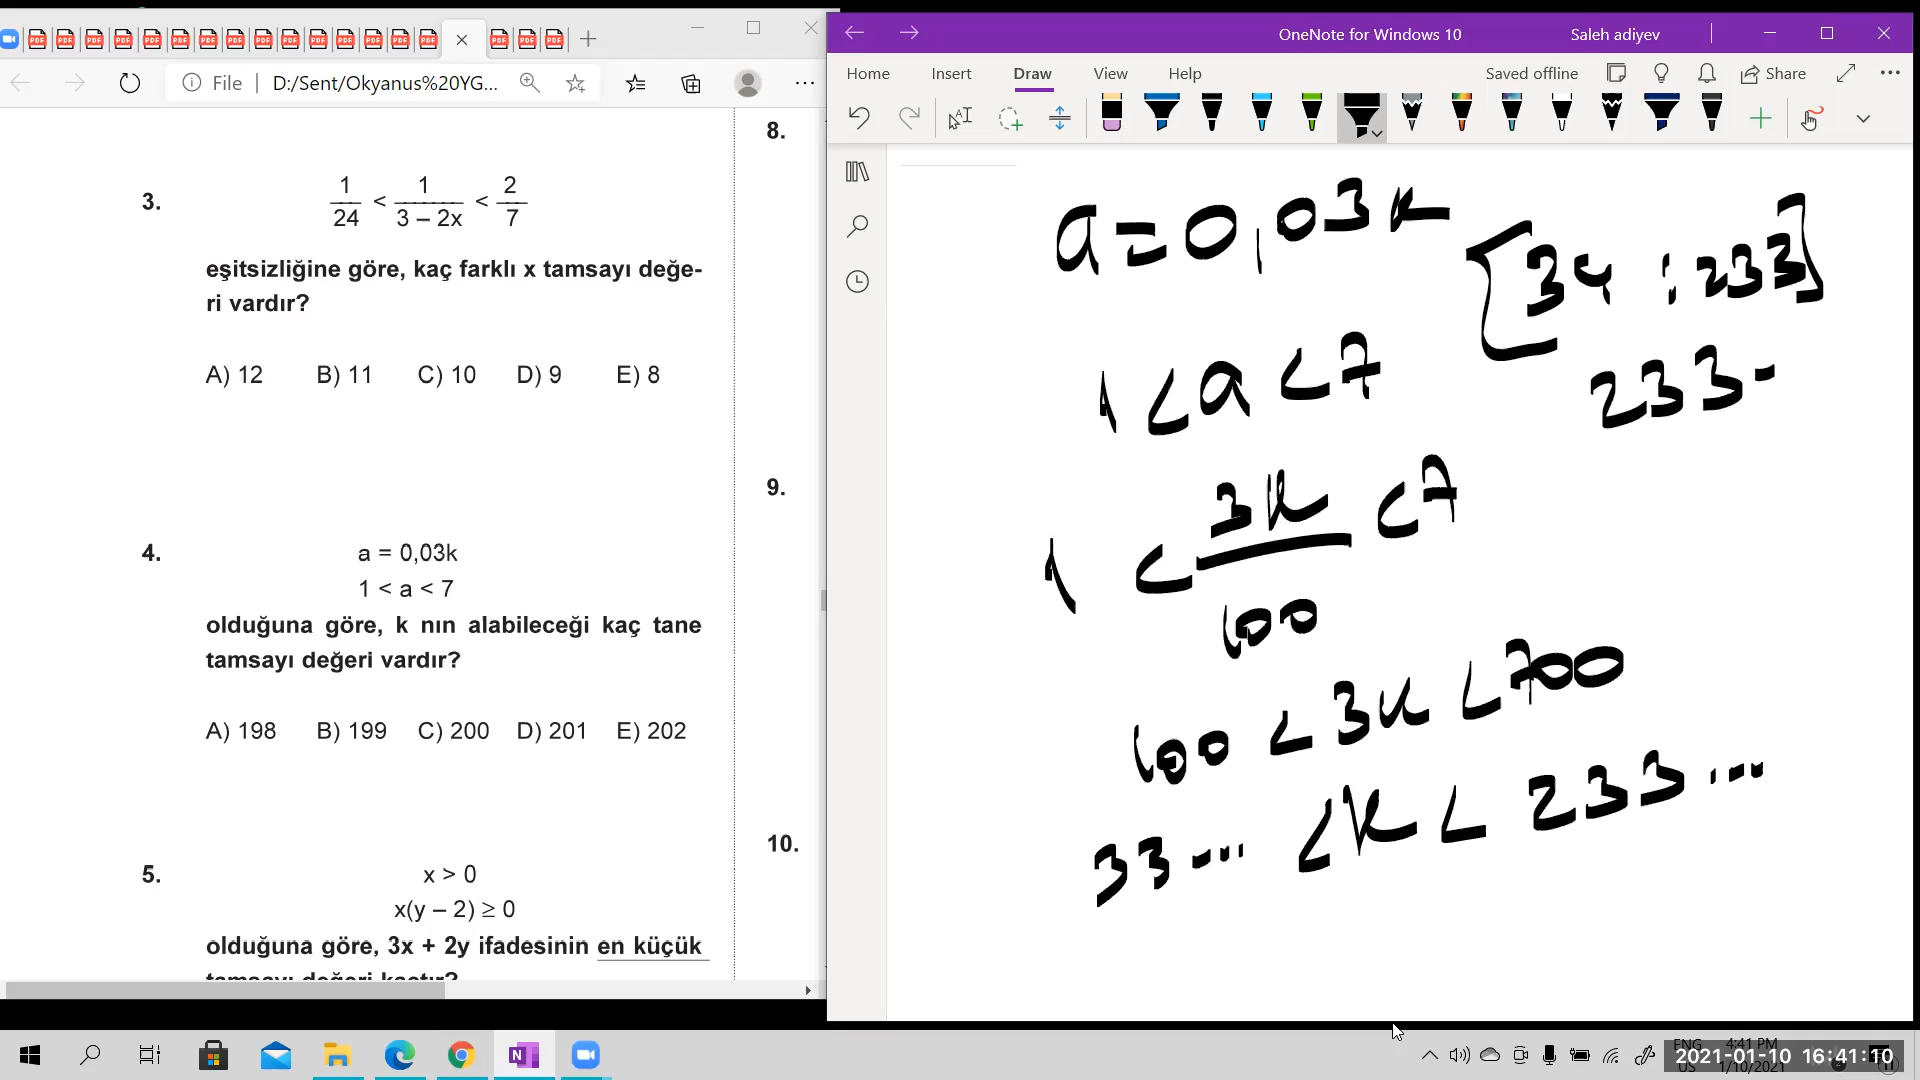 OneNote for Windows 10
Saleh adiyev
File
D:/Sent/Okyanus%20YG...
Home
Insert
Draw
View
Help
Saved offline
Share
3.
1/24 < 1/(3 – 2x) < 2/7
eşitsizliğine göre, kaç farklı x tamsayı değe-
ri vardır?
A) 12 B) 11 C) 10 D) 9 E) 8
4.
a = 0,03k
1 < a < 7
olduğuna göre, k nın alabileceği kaç tane
tamsayı değeri vardır?
A) 198 B) 199 C) 200 D) 201 E) 202
5.
x > 0
x(y – 2) ≥ 0
olduğuna göre, 3x + 2y ifadesinin en küçük
tamsayı değeri kaçtır?
8.
9.
10.
a = 0,03k
[34 : 233]
1 < a < 7
233 -
1 < 3k/100 < 7
100 < 3k < 700
33... < k < 233...
ENG
US
4:41 PM
1/10/2021
2021-01-10 16:41:10